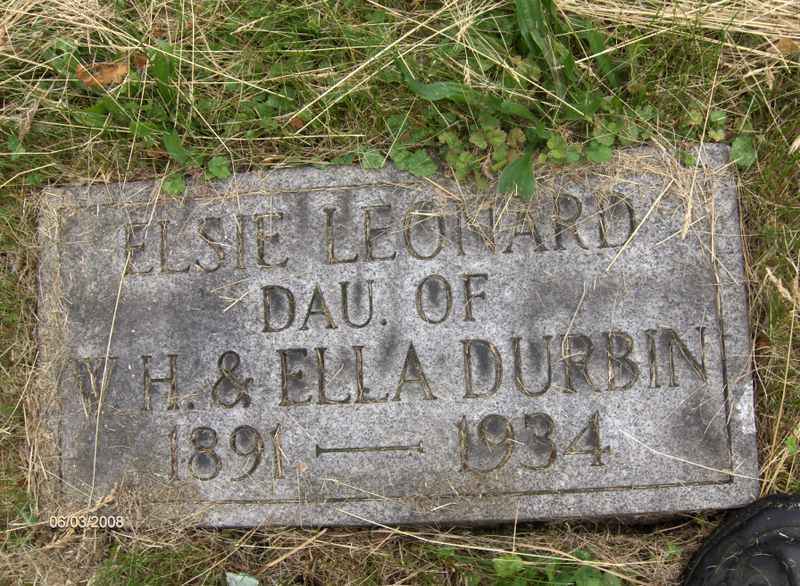 ELSIE LEONARD
DAU. OF
W. H. & ELLA DURBIN
1891 — 1934
06/03/2008